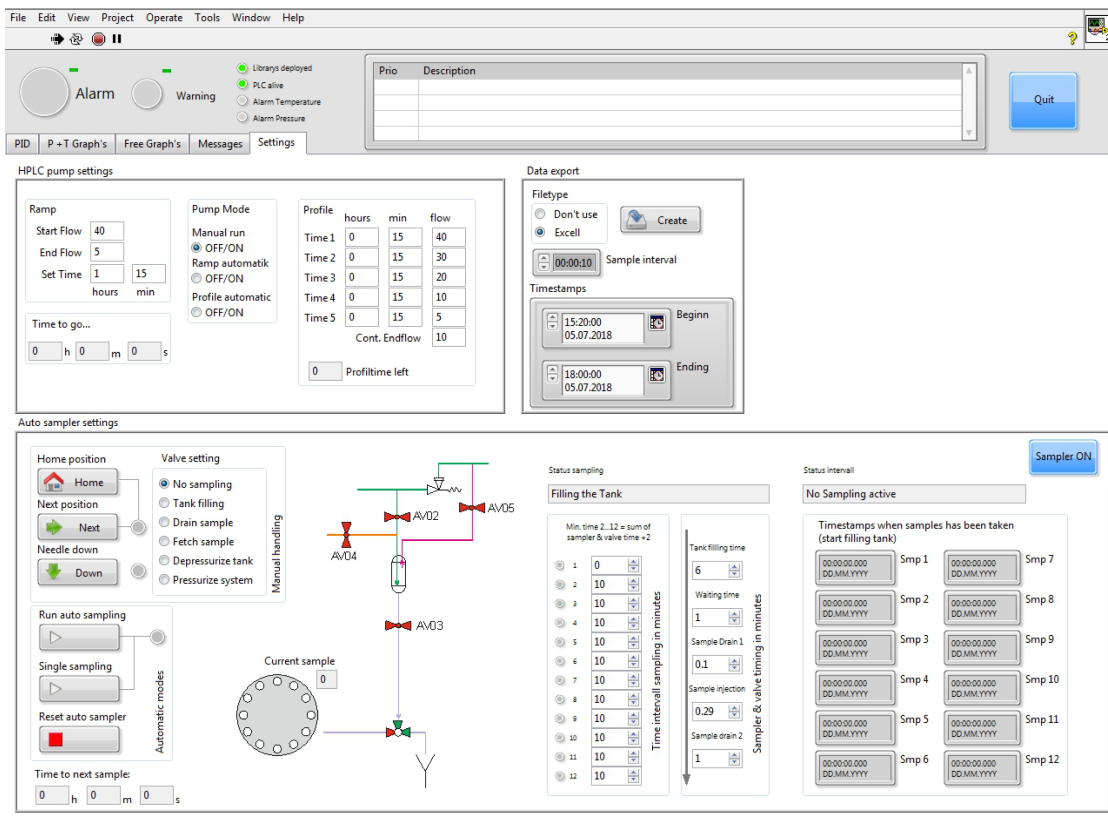 File Edit View Project Operate Tools Window Help
?
Alarm
Warning
Librarys deployed
PLC alive
Alarm Temperature
Alarm Pressure
Prio Description
Quit
PID P +T Graph's Free Graph's Messages Settings
HPLC pump settings
Ramp
Start Flow 40
End Flow 5
Set Time 1 15
hours min
Time to go...
0 h 0 m 0 s
Pump Mode
Manual run
OFF/ON
Ramp automatik
OFF/ON
Profile automatic
OFF/ON
Profile hours min flow
Time 1 0 15 40
Time 2 0 15 30
Time 3 0 15 20
Time 4 0 15 10
Time 5 0 15 5
Cont. Endflow 10
0 Profiltime left
Data export
Filetype
Don't use
Excell
Create
00:00:10 Sample interval
Timestamps
15:20:00
05.07.2018
Beginn
18:00:00
05.07.2018
Ending
Auto sampler settings
Home position
Home
Next position
Next
Needle down
Down
Valve setting
No sampling
Tank filling
Drain sample
Fetch sample
Depressurize tank
Pressurize system
Manual handling
Run auto sampling
Single sampling
Reset auto sampler
Automatic modes
Time to next sample:
0 h 0 m 0 s
AV02
AV05
AV04
AV03
Current sample
0
Status sampling
Filling the Tank
Min. time 2...12 = sum of
sampler & valve time +2
1 0
2 10
3 10
4 10
5 10
6 10
7 10
8 10
9 10
10 10
11 10
12 10
Time intervall sampling in minutes
Tank filling time
6
Waiting time
1
Sample Drain 1
0.1
Sample injection
0.29
Sample drain 2
1
Sampler & valve timing in minutes
Sampler ON
Status intervall
No Sampling active
Timestamps when samples has been taken
(start filling tank)
00:00:00.000
DD.MM.YYYY
Smp 1
00:00:00.000
DD.MM.YYYY
Smp 7
00:00:00.000
DD.MM.YYYY
Smp 2
00:00:00.000
DD.MM.YYYY
Smp 8
00:00:00.000
DD.MM.YYYY
Smp 3
00:00:00.000
DD.MM.YYYY
Smp 9
00:00:00.000
DD.MM.YYYY
Smp 4
00:00:00.000
DD.MM.YYYY
Smp 10
00:00:00.000
DD.MM.YYYY
Smp 5
00:00:00.000
DD.MM.YYYY
Smp 11
00:00:00.000
DD.MM.YYYY
Smp 6
00:00:00.000
DD.MM.YYYY
Smp 12